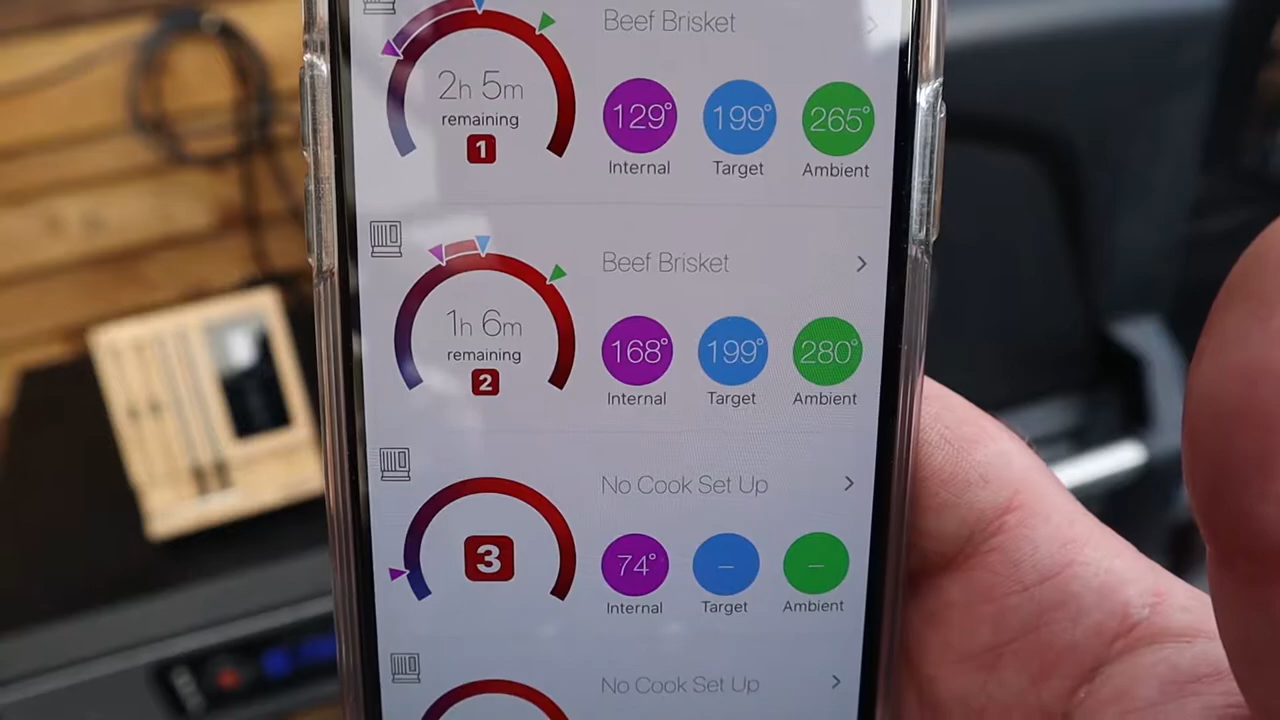 Beef Brisket
2h 5m
remaining
1
129° 199° 265°
Internal Target Ambient
Beef Brisket
1h 6m
remaining
2
168° 199° 280°
Internal Target Ambient
No Cook Set Up
3
74° – –
Internal Target Ambient
No Cook Set Up